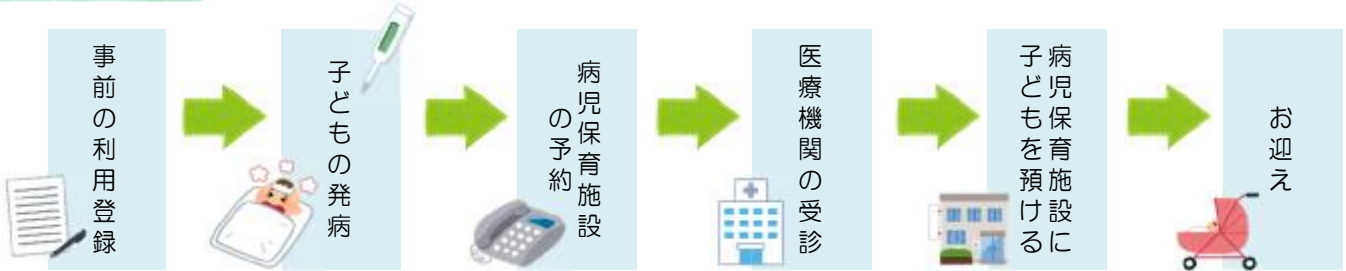 事前の利用登録
子どもの発病
病児保育施設
の予約
医療機関の受診
病児保育施設に
子どもを預ける
お迎え